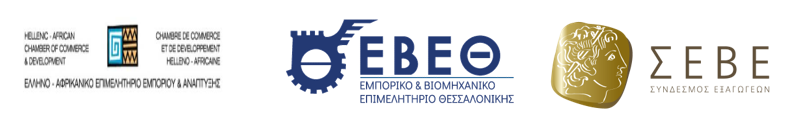 HELLENIC - AFRICAN
CHAMBER OF COMMERCE
& DEVELOPMENT
CHAMBRE DE COMMERCE
ET DE DEVELOPPEMENT
HELLENO - AFRICAINE
ΕΛΛΗΝΟ - ΑΦΡΙΚΑΝΙΚΟ ΕΠΙΜΕΛΗΤΗΡΙΟ ΕΜΠΟΡΙΟΥ & ΑΝΑΠΤΥΞΗΣ
ΕΒΕΘ
ΕΜΠΟΡΙΚΟ & ΒΙΟΜΗΧΑΝΙΚΟ
ΕΠΙΜΕΛΗΤΗΡΙΟ ΘΕΣΣΑΛΟΝΙΚΗΣ
ΣΕΒΕ
ΣΥΝΔΕΣΜΟΣ ΕΞΑΓΩΓΕΩΝ